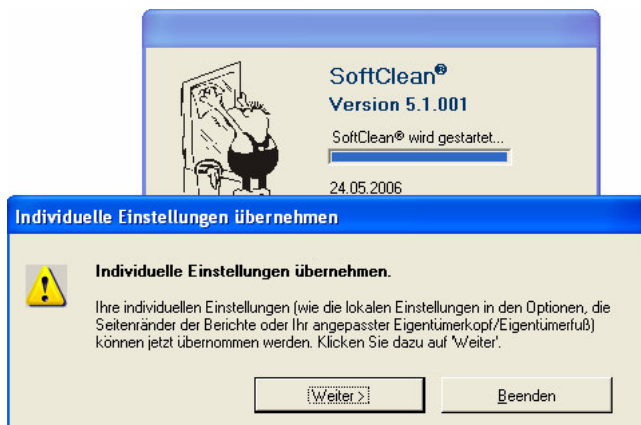 SoftClean®
Version 5.1.001
SoftClean® wird gestartet...
24.05.2006
Individuelle Einstellungen übernehmen
Individuelle Einstellungen übernehmen.
Ihre individuellen Einstellungen (wie die lokalen Einstellungen in den Optionen, die
Seitenränder der Berichte oder Ihr angepasster Eigentümerkopf/Eigentümerfuß)
können jetzt übernommen werden. Klicken Sie dazu auf 'Weiter'.
Weiter >
Beenden